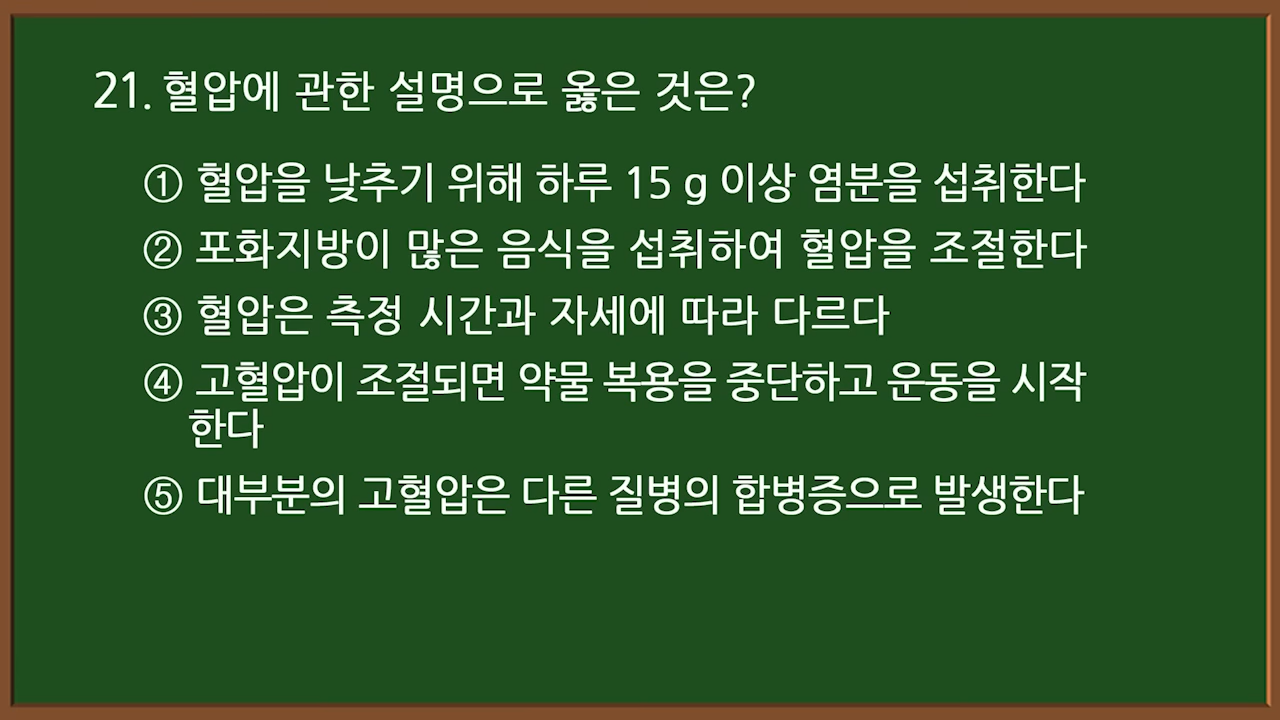 21. 혈압에 관한 설명으로 옳은 것은?
① 혈압을 낮추기 위해 하루 15 g 이상 염분을 섭취한다
② 포화지방이 많은 음식을 섭취하여 혈압을 조절한다
③ 혈압은 측정 시간과 자세에 따라 다르다
④ 고혈압이 조절되면 약물 복용을 중단하고 운동을 시작
한다
⑤ 대부분의 고혈압은 다른 질병의 합병증으로 발생한다